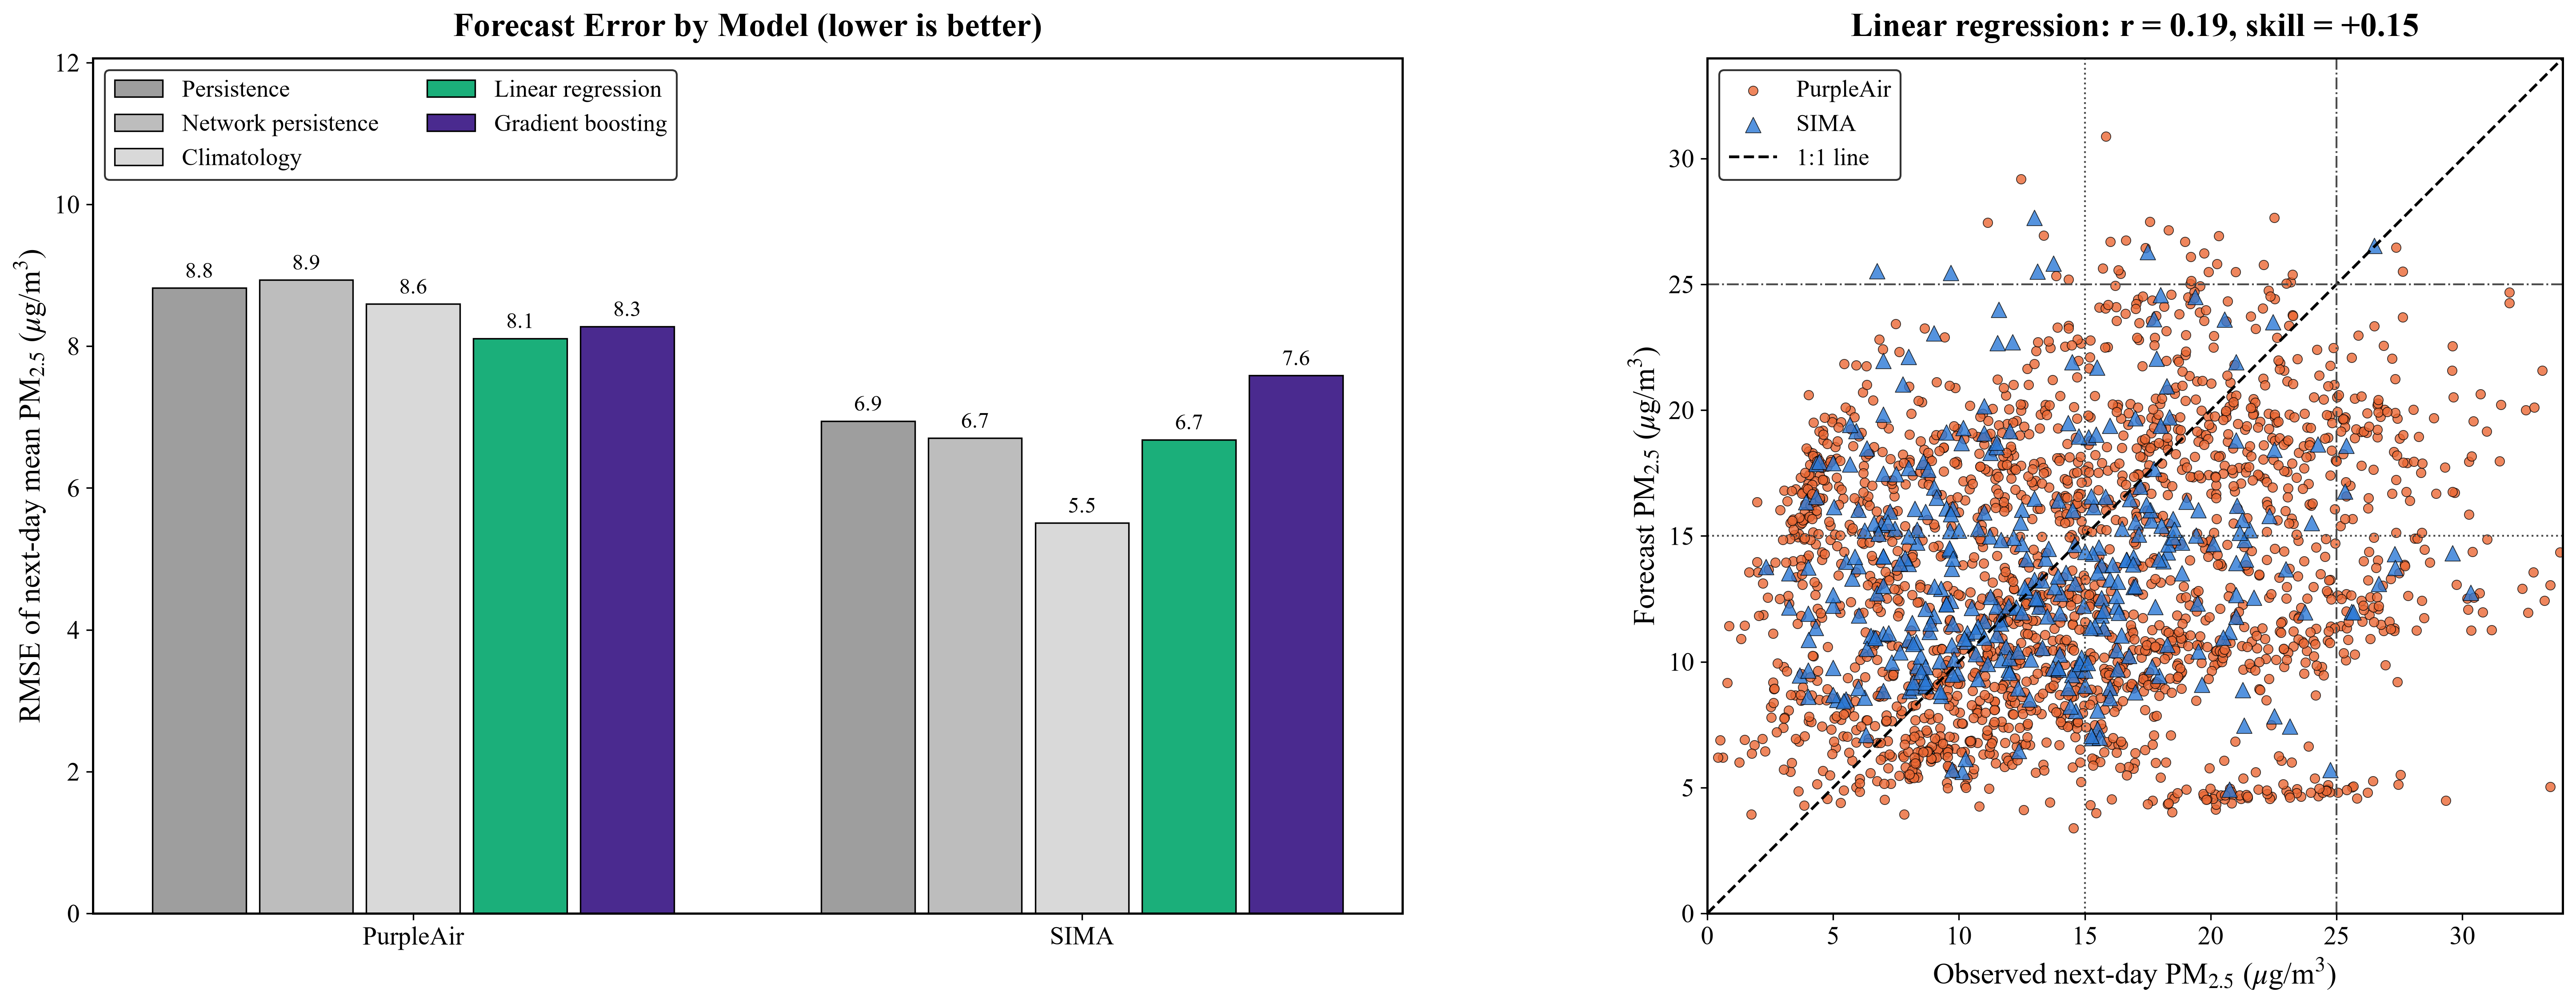 Forecast Error by Model (lower is better)
RMSE of next-day mean PM2.5 (μg/m3)
12
10
8
6
4
2
0
Persistence
Network persistence
Climatology
Linear regression
Gradient boosting
8.8
8.9
8.6
8.1
8.3
6.9
6.7
5.5
6.7
7.6
PurpleAir
SIMA
Linear regression: r = 0.19, skill = +0.15
Forecast PM2.5 (μg/m3)
30
25
20
15
10
5
0
PurpleAir
SIMA
1:1 line
0
5
10
15
20
25
30
Observed next-day PM2.5 (μg/m3)